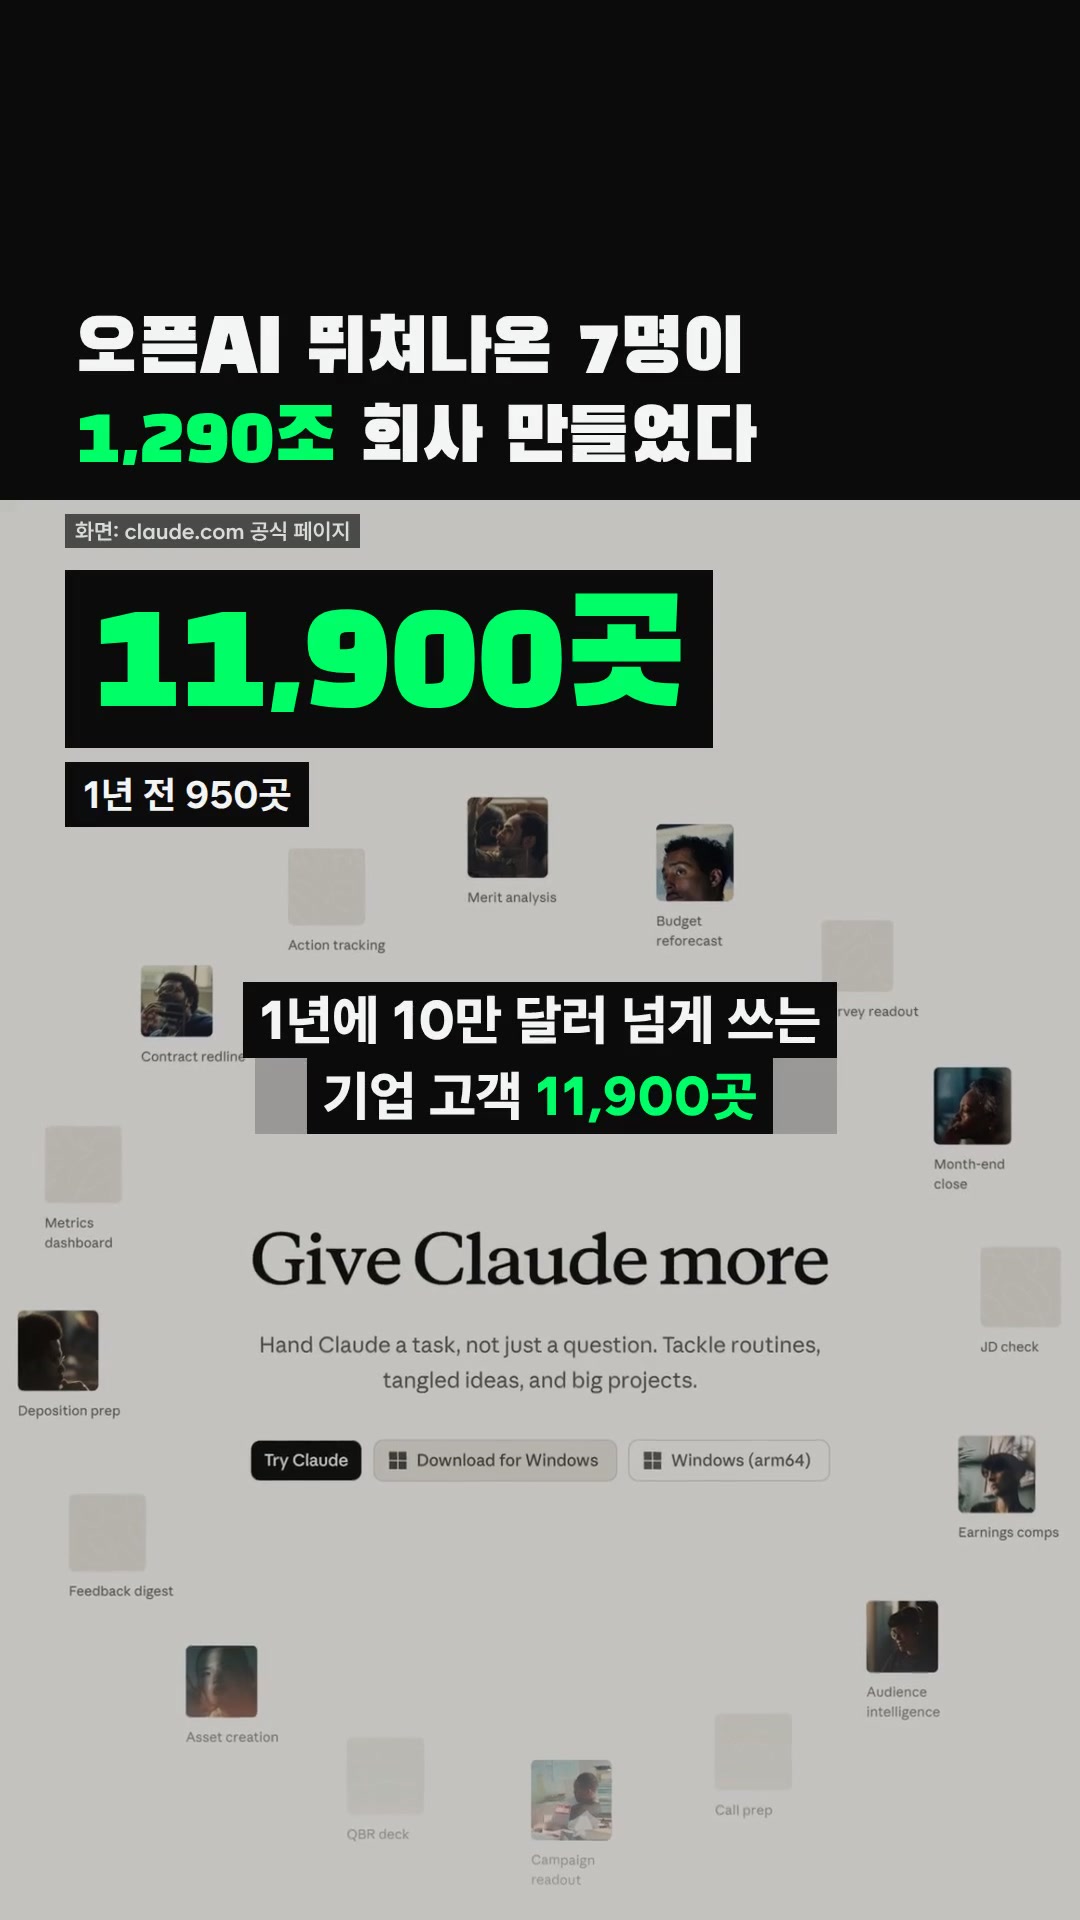 오픈AI 뛰쳐나온 7명이
1,290조 회사 만들었다
화면: claude.com 공식 페이지
11,900곳
1년 전 950곳
Merit analysis
Budget
reforecast
Action tracking
rvey readout
Contract redline
1년에 10만 달러 넘게 쓰는
기업 고객 11,900곳
Month-end
close
Metrics
dashboard
Give Claude more
Hand Claude a task, not just a question. Tackle routines,
tangled ideas, and big projects.
JD check
Deposition prep
Try Claude
Download for Windows
Windows (arm64)
Earnings comps
Feedback digest
Audience
intelligence
Asset creation
Call prep
QBR deck
Campaign
readout